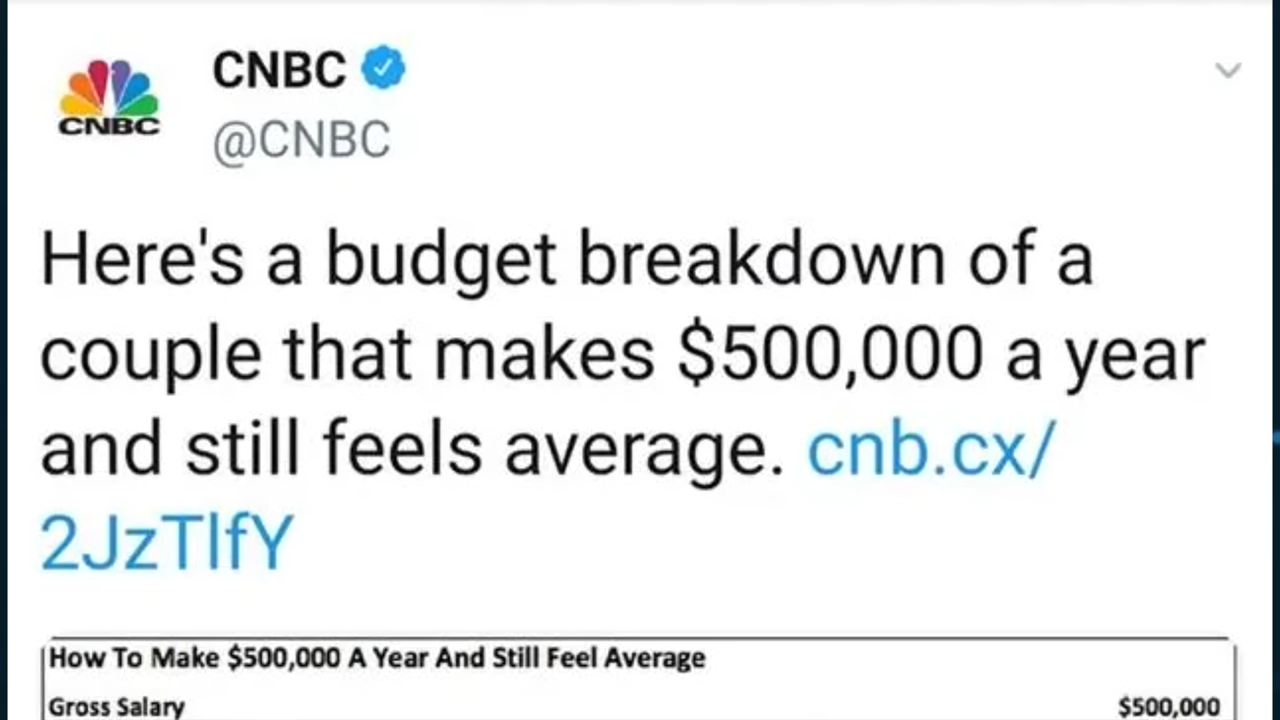 CNBC
@CNBC
CNBC
Here's a budget breakdown of a
couple that makes $500,000 a year
and still feels average. cnb.cx/
2JzTlfY
How To Make $500,000 A Year And Still Feel Average
Gross Salary $500,000